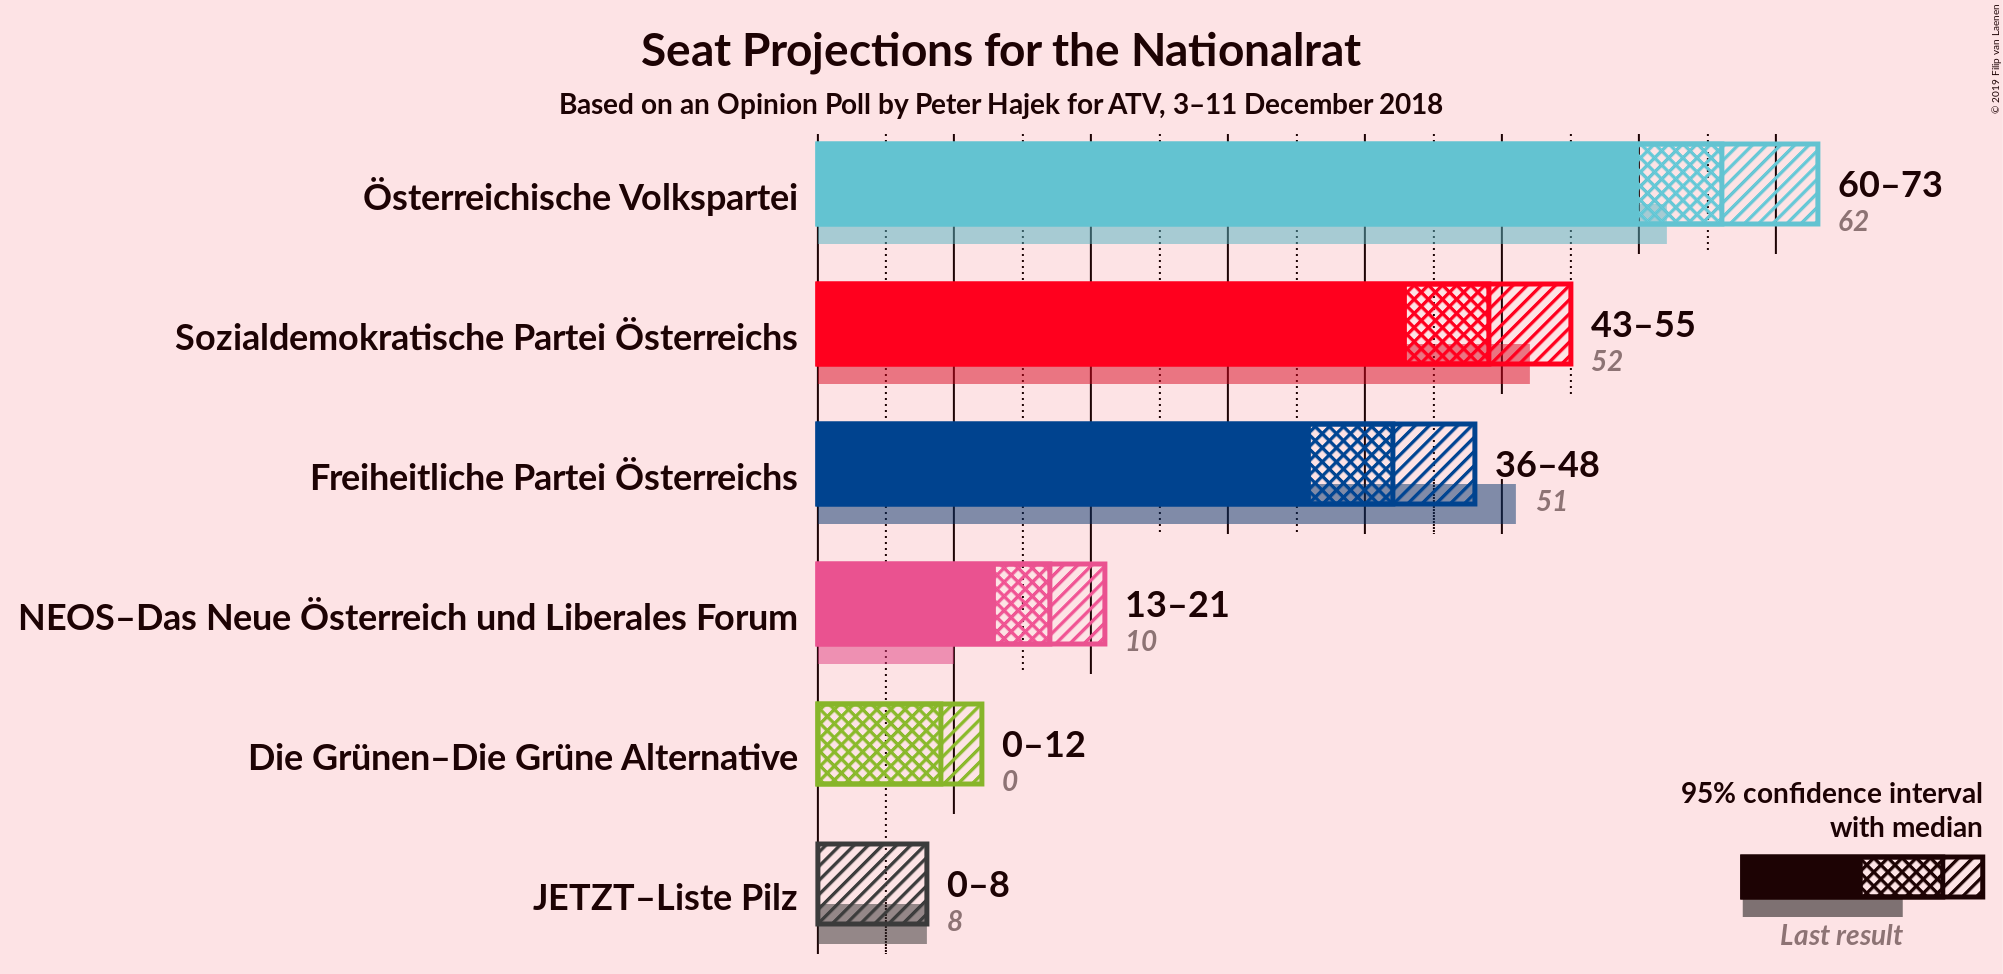 Seat Projections for the Nationalrat
Based on an Opinion Poll by Peter Hajek for ATV, 3–11 December 2018
© 2019 Filip van Laenen
Österreichische Volkspartei
60–73
62
Sozialdemokratische Partei Österreichs
43–55
52
Freiheitliche Partei Österreichs
36–48
51
NEOS–Das Neue Österreich und Liberales Forum
13–21
10
Die Grünen–Die Grüne Alternative
0–12
0
JETZT–Liste Pilz
0–8
8
95% confidence interval
with median
Last result